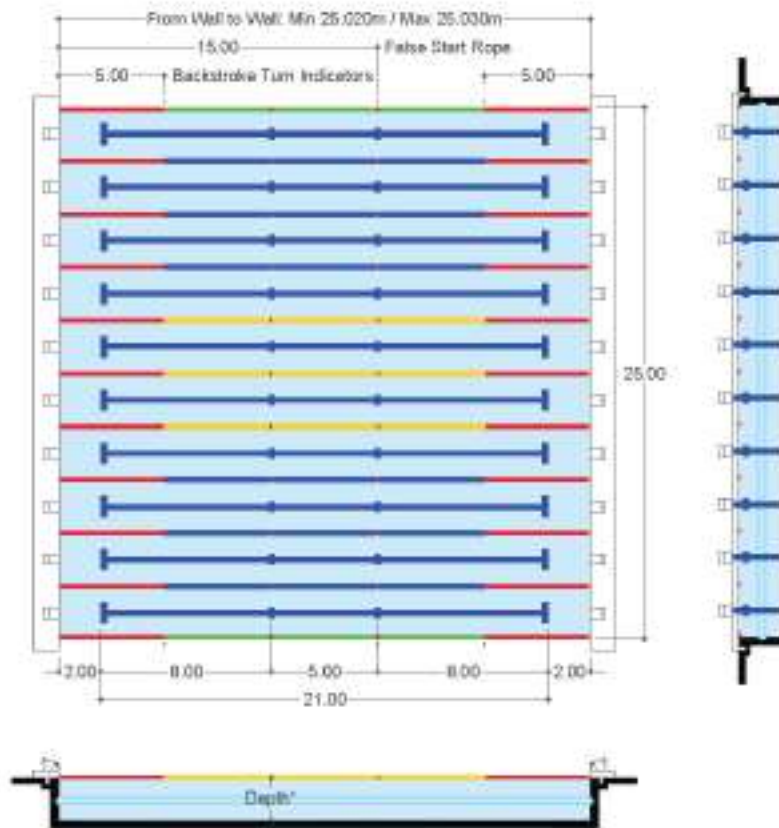 From Wall to Wall: Min 25.020m / Max 25.030m
15.00 False Start Rope
5.00 Backstroke Turn Indicators 5.00
25.00
2.00 8.00 5.00 8.00 2.00
21.00
Depth*